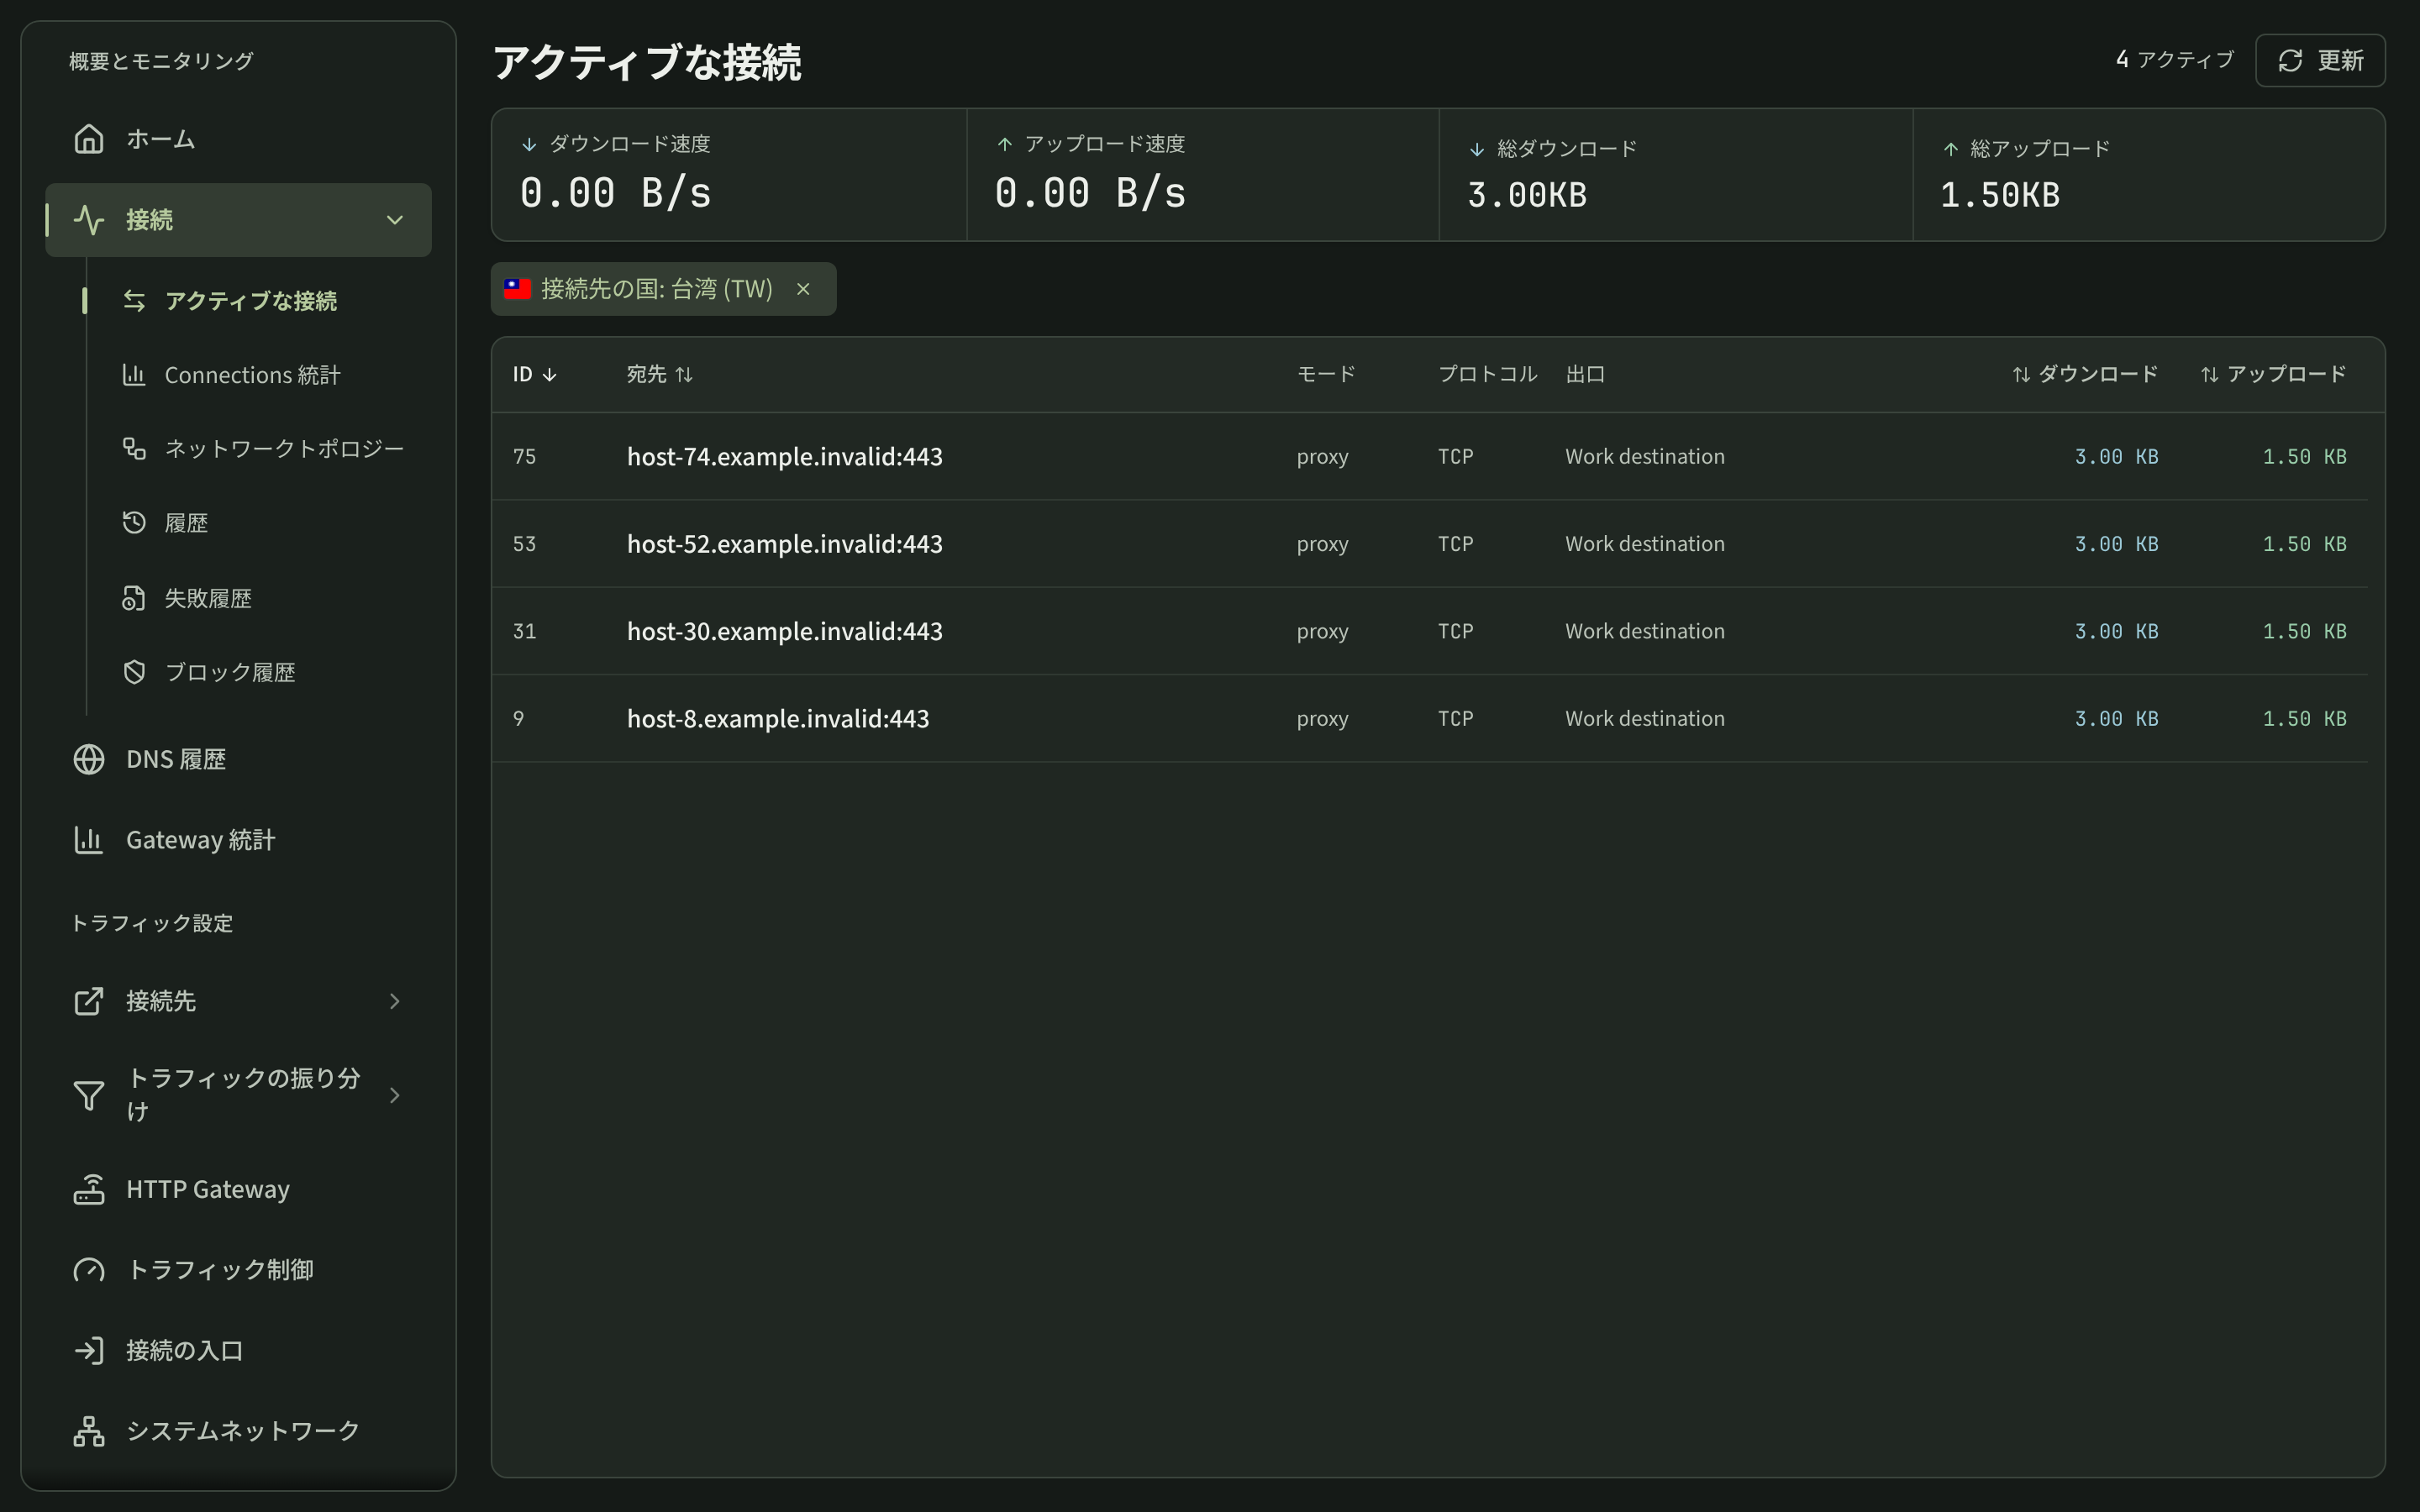 概要とモニタリング
ホーム
接続
アクティブな接続
Connections 統計
ネットワークトポロジー
履歴
失敗履歴
ブロック履歴
DNS 履歴
Gateway 統計
トラフィック設定
接続先
トラフィックの振り分
け
HTTP Gateway
トラフィック制御
接続の入口
システムネットワーク
アクティブな接続
4 アクティブ
更新
ダウンロード速度
0.00 B/s
アップロード速度
0.00 B/s
総ダウンロード
3.00KB
総アップロード
1.50KB
接続先の国: 台湾 (TW)
ID 宛先 モード プロトコル 出口 ダウンロード アップロード
75 host-74.example.invalid:443 proxy TCP Work destination 3.00 KB 1.50 KB
53 host-52.example.invalid:443 proxy TCP Work destination 3.00 KB 1.50 KB
31 host-30.example.invalid:443 proxy TCP Work destination 3.00 KB 1.50 KB
9 host-8.example.invalid:443 proxy TCP Work destination 3.00 KB 1.50 KB